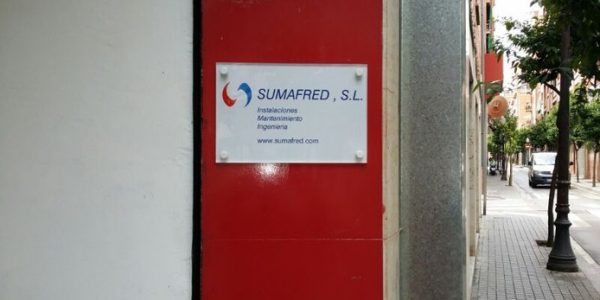 SUMAFRED , S.L.
Instalaciones
Mantenimiento
Ingeniería
www.sumafred.com